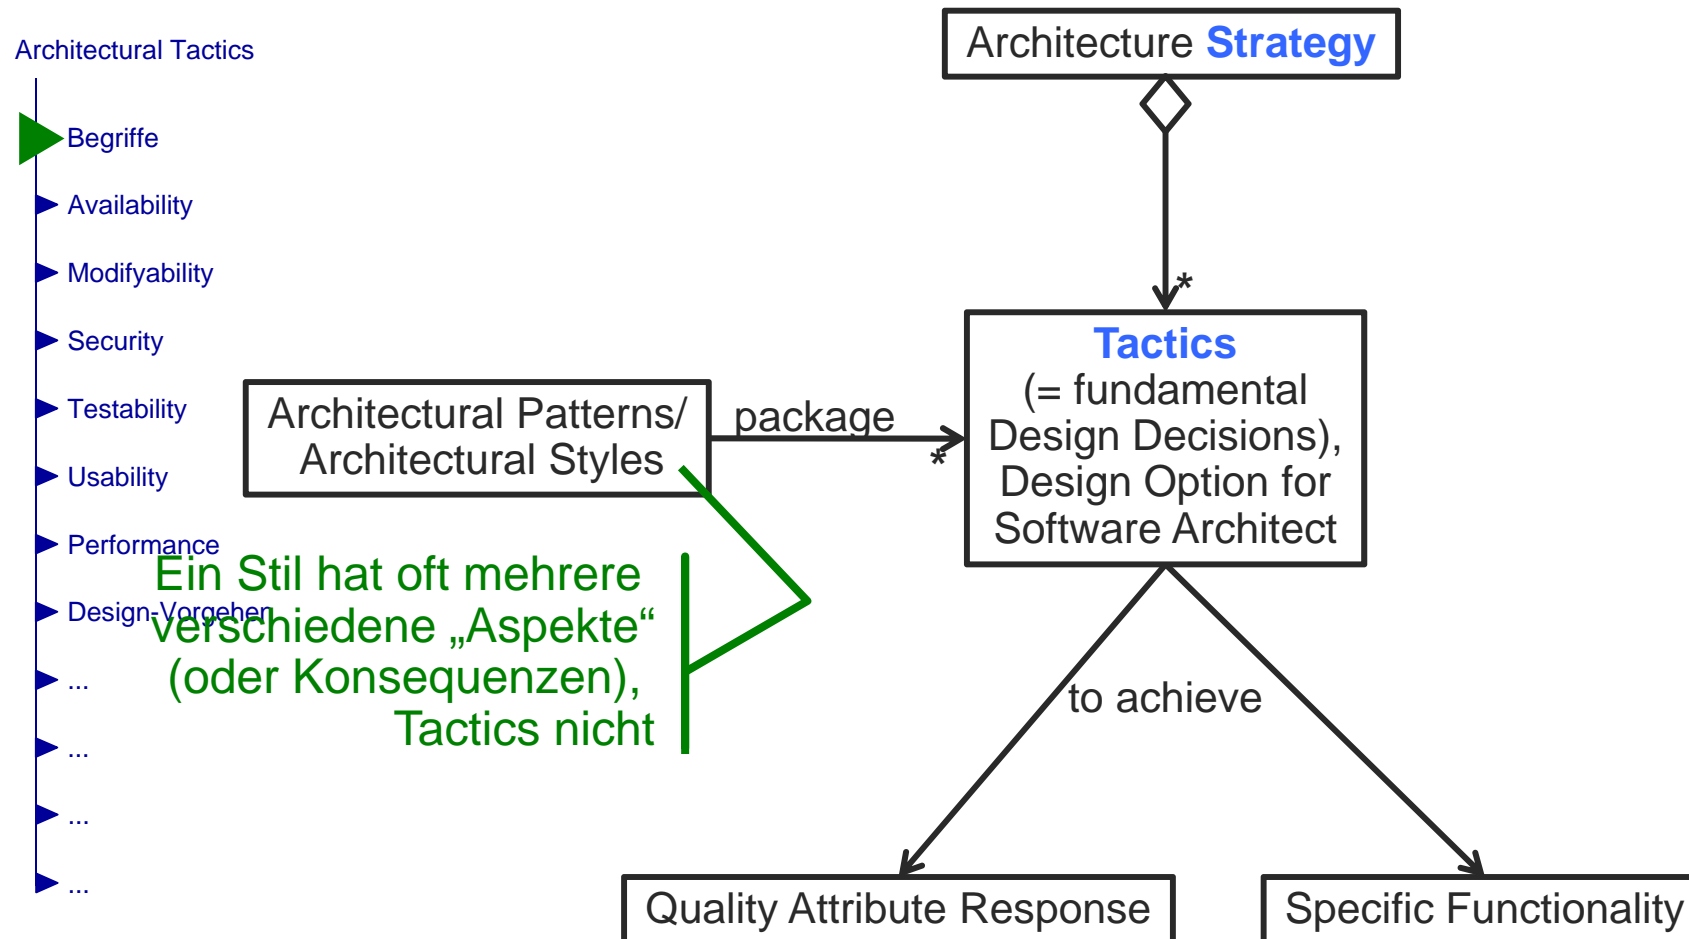 Architectural Tactics
Begriffe
Availability
Modifyability
Security
Testability
Usability
Performance
Design-Vorgehen
...
...
...
...
Architecture Strategy
*
Tactics
(= fundamental
Design Decisions),
Design Option for
Software Architect
Architectural Patterns/
Architectural Styles
package
*
Ein Stil hat oft mehrere
verschiedene „Aspekte“
(oder Konsequenzen),
Tactics nicht
to achieve
Quality Attribute Response
Specific Functionality